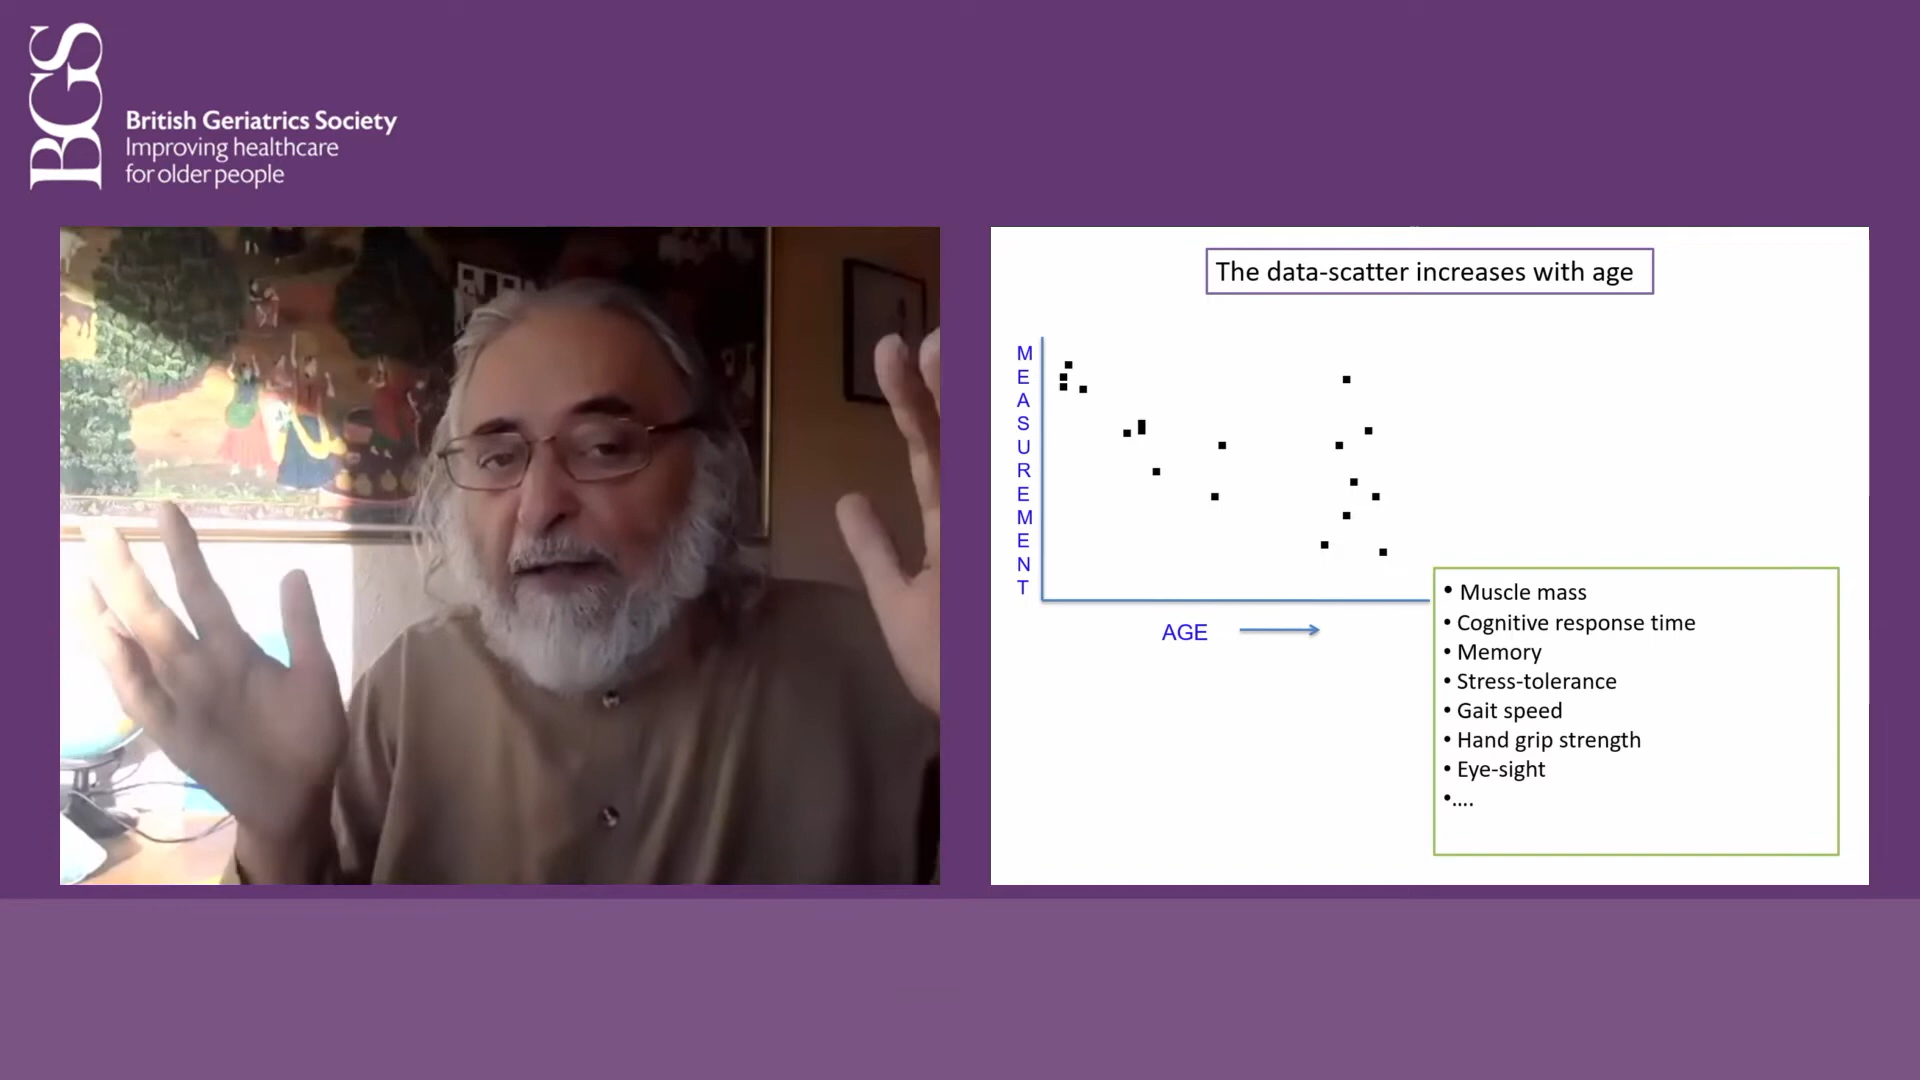 BGS
British Geriatrics Society
Improving healthcare
for older people
The data-scatter increases with age
MEASUREMENT
AGE
• Muscle mass
• Cognitive response time
• Memory
• Stress-tolerance
• Gait speed
• Hand grip strength
• Eye-sight
•....